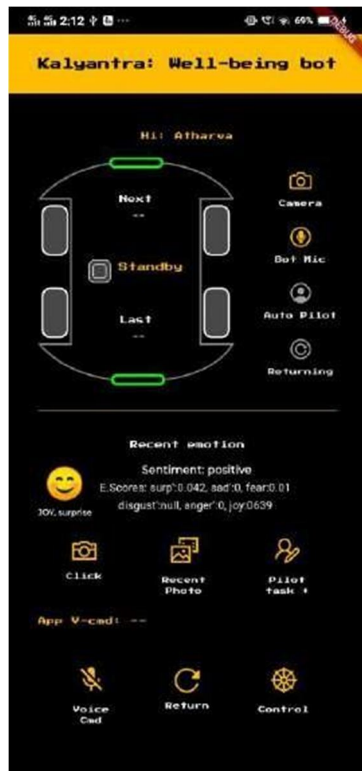 2:12
69%
DEBUG
Kalyantra: Well-being bot
Hi: Atharva
Next
--
Camera
Standby
Bot Mic
Last
--
Auto Pilot
Returning
Recent emotion
Sentiment: positive
E.Scores: surp':0.042, sad':0, fear:0.01
disgust':null, anger':0, joy:0639
JOY, surprise
Click
Recent
Photo
Pilot
task +
App V-cmd: --
Voice
Cmd
Return
Control